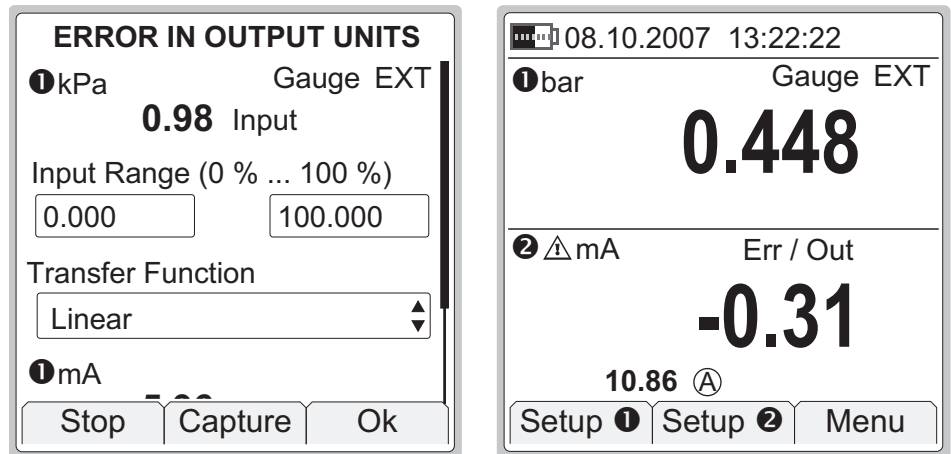 ERROR IN OUTPUT UNITS
❶kPa Gauge EXT
0.98 Input
Input Range (0 % ... 100 %)
0.000 100.000
Transfer Function
Linear
❶mA
Stop Capture Ok
08.10.2007 13:22:22
❶bar Gauge EXT
0.448
❷⚠mA Err / Out
-0.31
10.86 Ⓐ
Setup ❶ Setup ❷ Menu